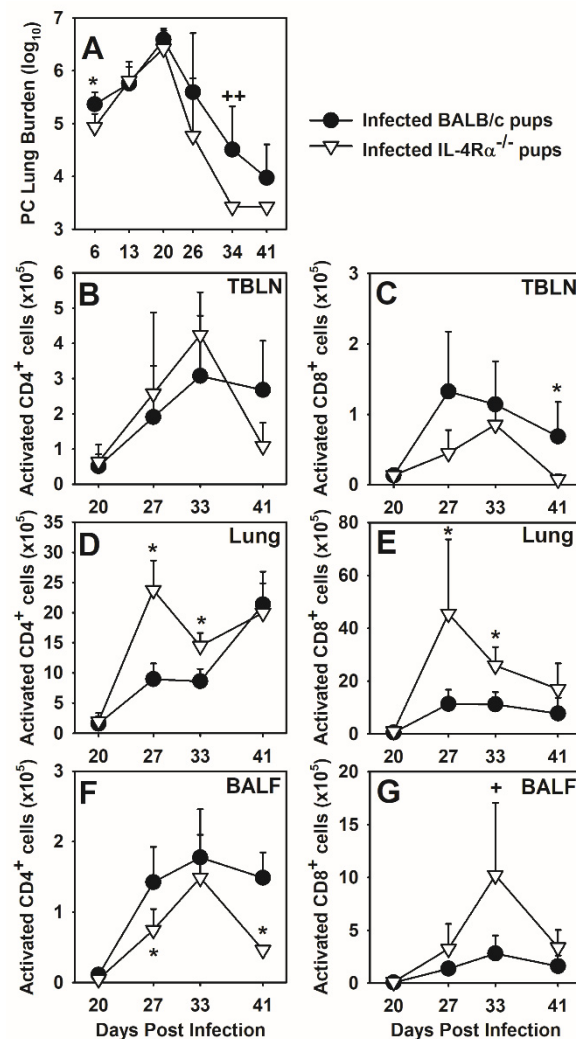 A
PC Lung Burden (log10)
7
6
5
4
3
*
++
6 13 20 26 34 41
Infected BALB/c pups
Infected IL-4Rα-/- pups
B
TBLN
Activated CD4+ cells (x10^5)
6
5
4
3
2
1
0
20 27 33 41
C
TBLN
Activated CD8+ cells (x10^5)
3
2
1
0
*
20 27 33 41
D
Lung
Activated CD4+ cells (x10^5)
35
30
25
20
15
10
5
0
*
*
20 27 33 41
E
Lung
Activated CD8+ cells (x10^5)
80
60
40
20
0
*
*
20 27 33 41
F
BALF
Activated CD4+ cells (x10^5)
3
2
1
0
*
*
20 27 33 41
Days Post Infection
G
+ BALF
Activated CD8+ cells (x10^5)
20
15
10
5
0
20 27 33 41
Days Post Infection